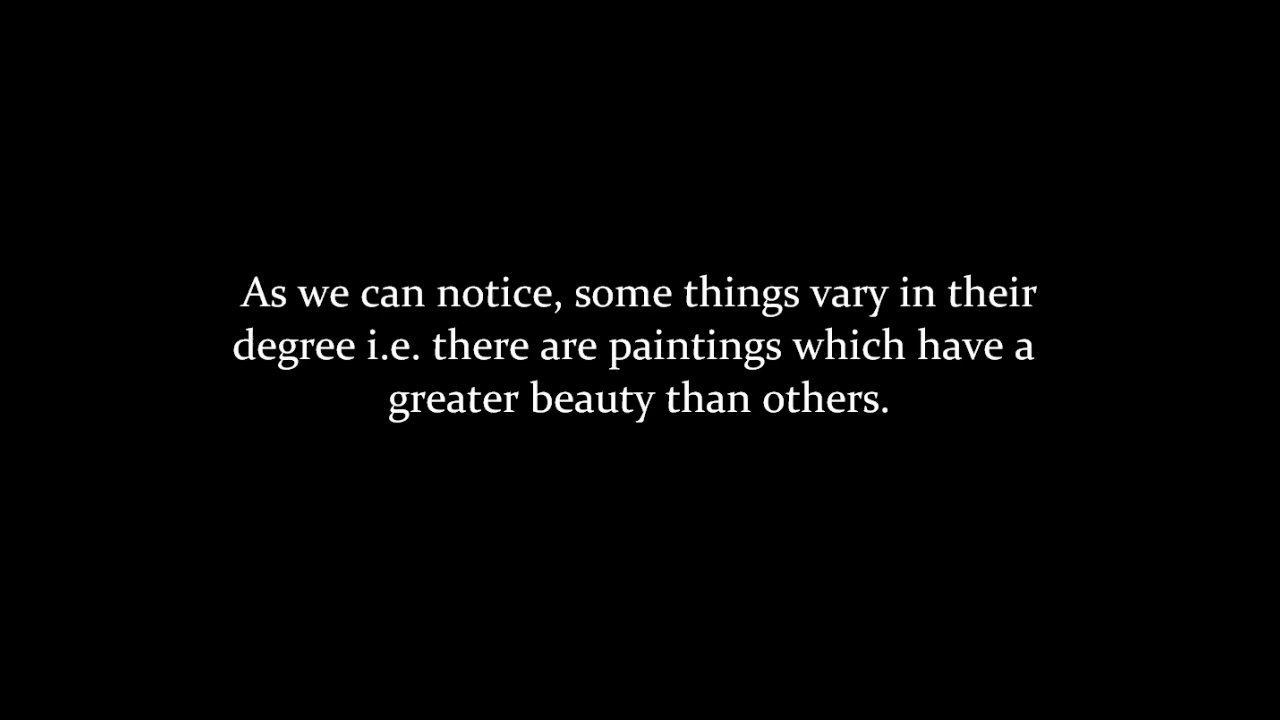 As we can notice, some things vary in their
degree i.e. there are paintings which have a
greater beauty than others.